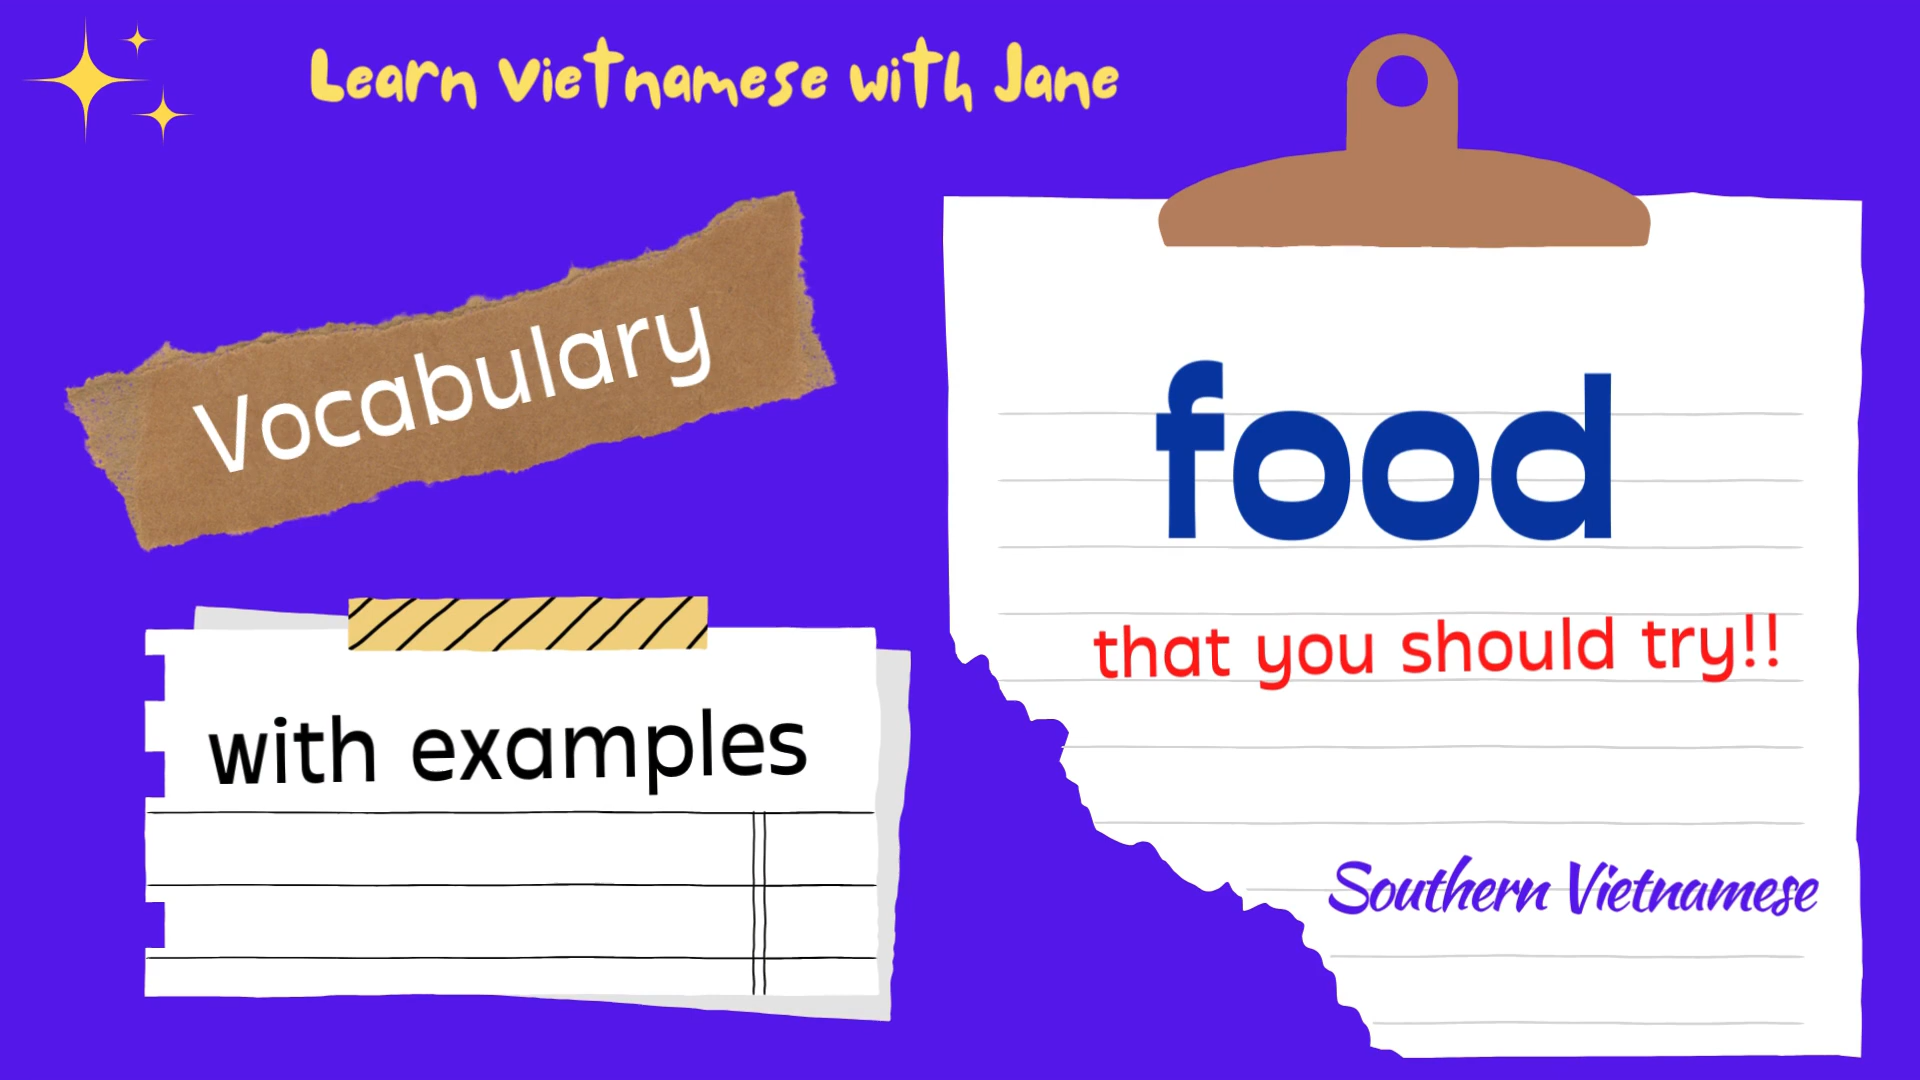 Learn Vietnamese with Jane
Vocabulary
with examples
food
that you should try!!
Southern Vietnamese